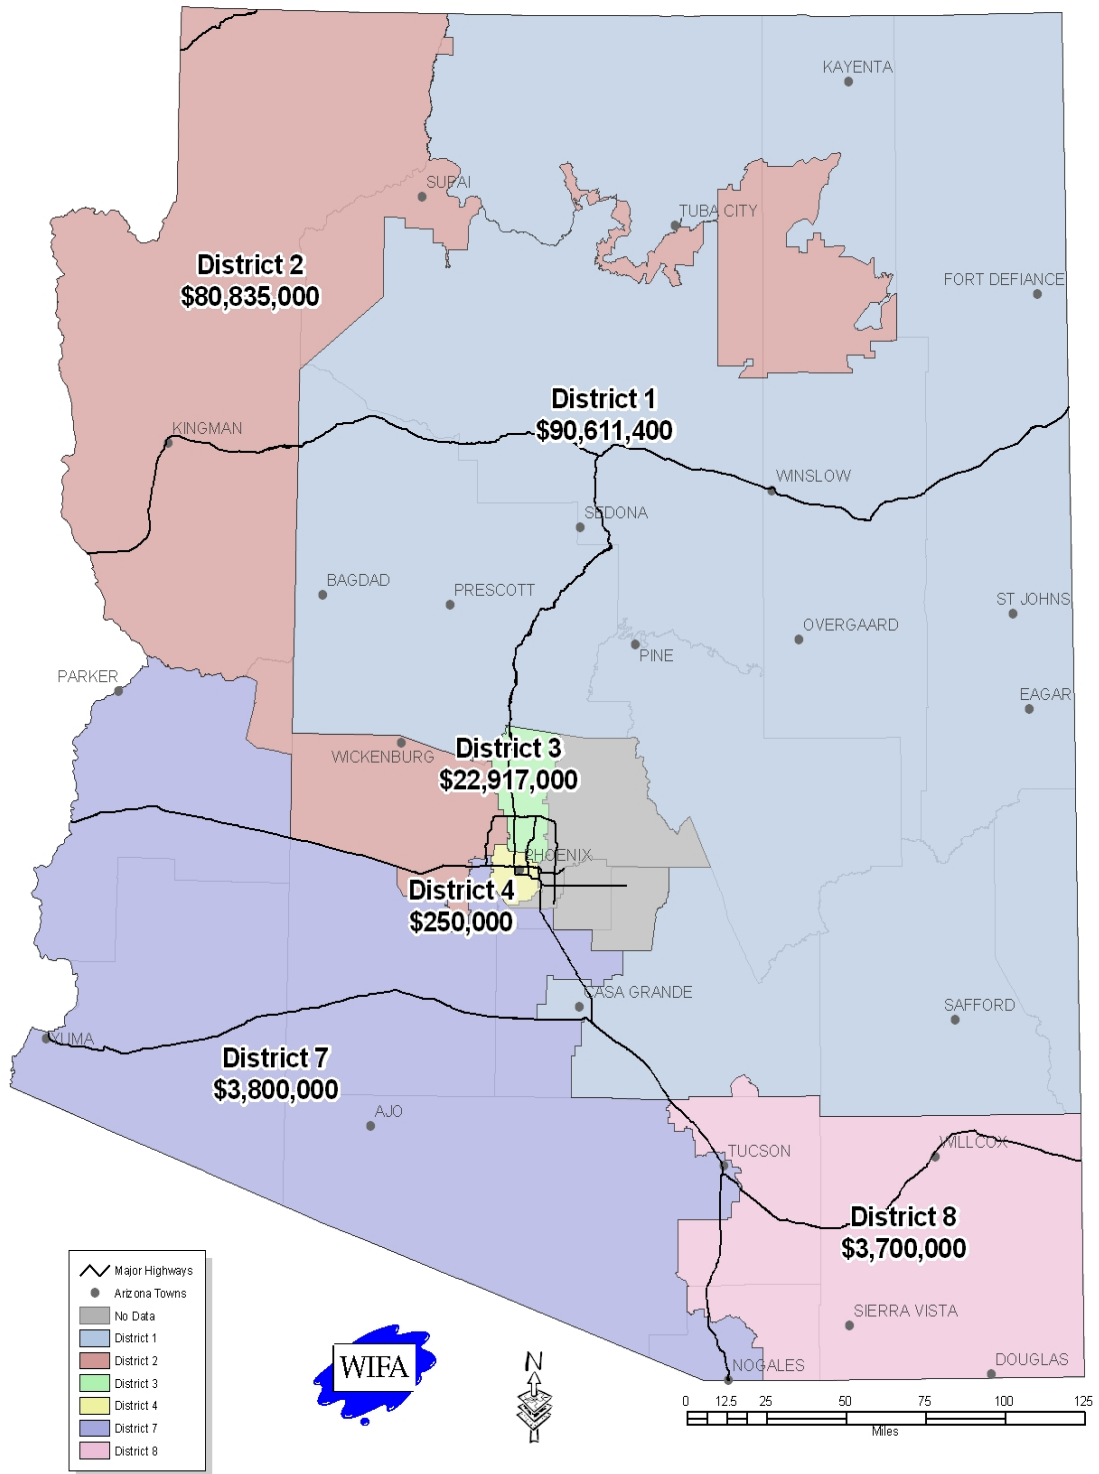 KAYENTA
SUPAI
TUBA CITY
District 2
$80,835,000
FORT DEFIANCE
District 1
$90,611,400
KINGMAN
WINSLOW
SEDONA
BAGDAD
PRESCOTT
ST JOHNS
OVERGAARD
PINE
PARKER
EAGAR
WICKENBURG
District 3
$22,917,000
PHOENIX
District 4
$250,000
CASA GRANDE
SAFFORD
YUMA
District 7
$3,800,000
AJO
TUCSON
WILLCOX
District 8
$3,700,000
SIERRA VISTA
NOGALES
DOUGLAS
Major Highways
Arizona Towns
No Data
District 1
District 2
District 3
District 4
District 7
District 8
WIFA
N
0 12.5 25 50 75 100 125
Miles